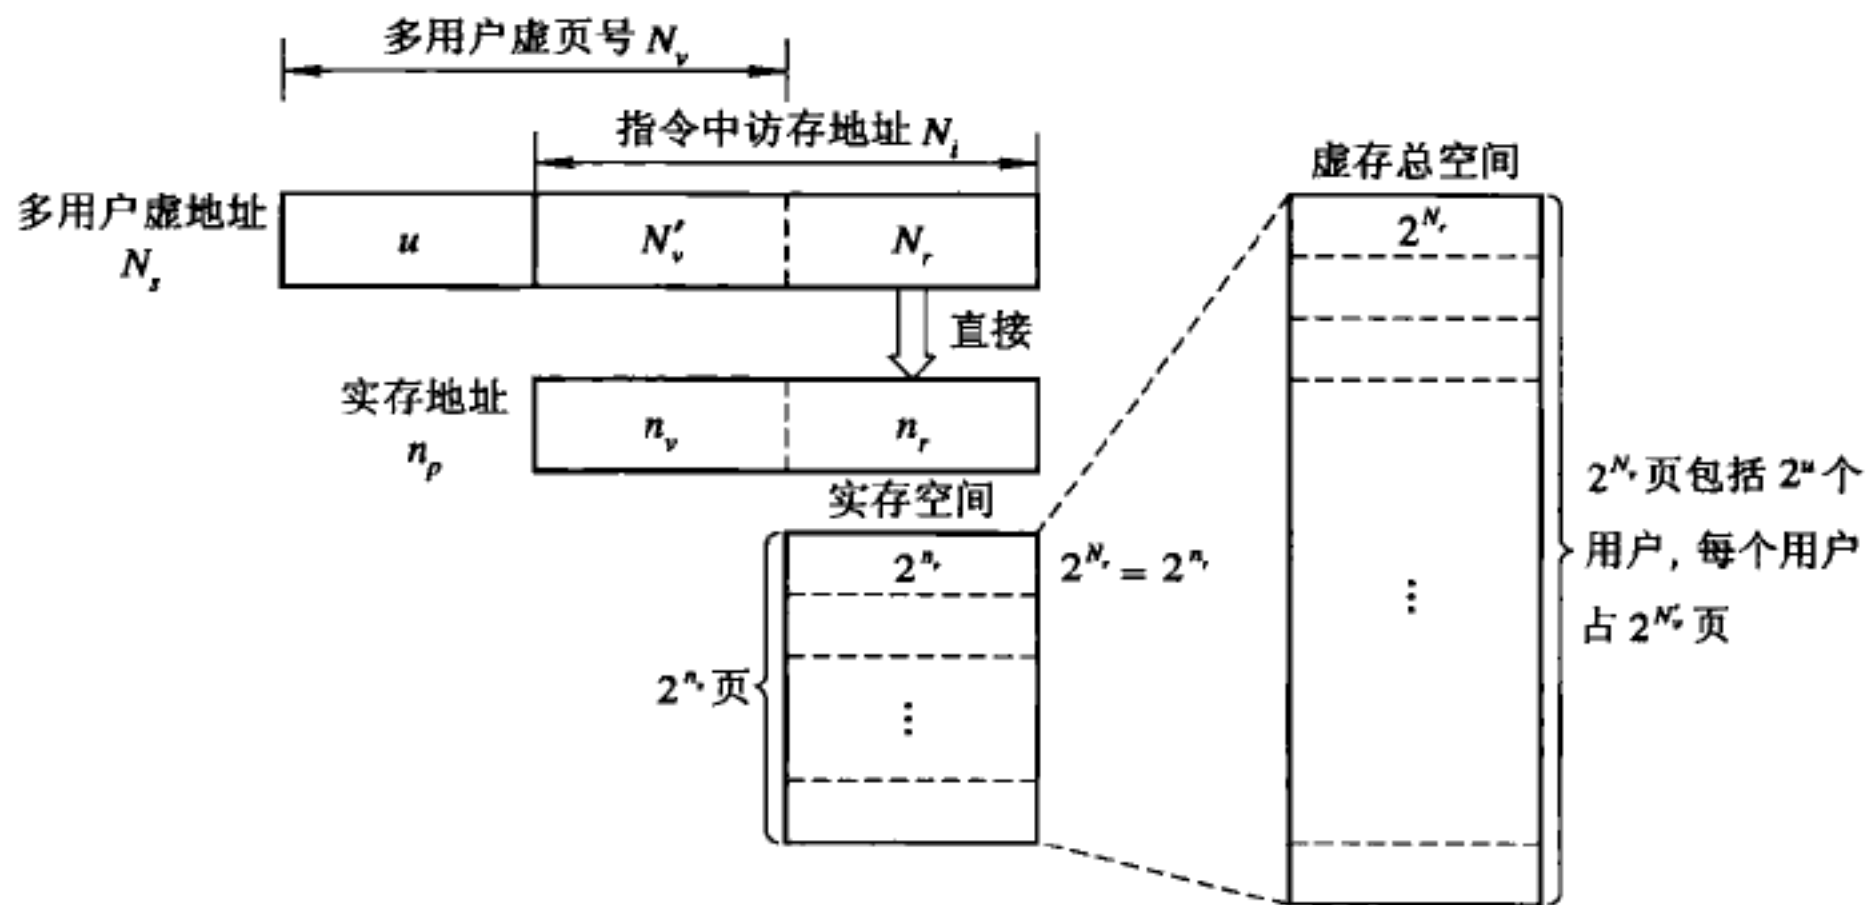 多用户虚页号 N_v
指令中访存地址 N_i
虚存总空间
多用户虚地址
N_s
u
N'_v
N_r
2^{N_r}
直接
实存地址
n_p
n_v
n_r
实存空间
2^{n_r}
2^{N_r} = 2^{n_r}
2^{n_v} 页
⋮
⋮
2^{N_v} 页包括 2^u 个
用户, 每个用户
占 2^{N'_v} 页